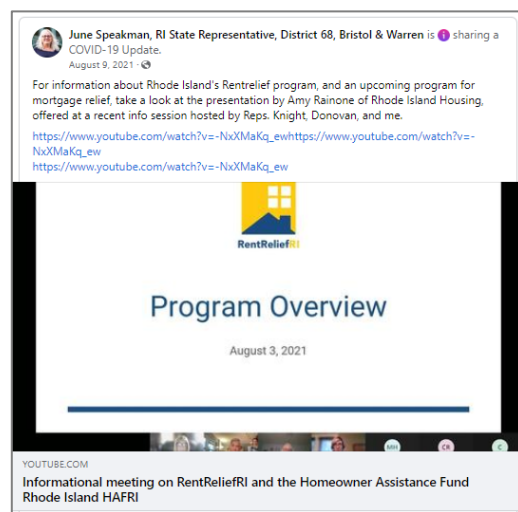 June Speakman, RI State Representative, District 68, Bristol & Warren is sharing a
COVID-19 Update.
August 9, 2021 ·
For information about Rhode Island's Rentrelief program, and an upcoming program for
mortgage relief, take a look at the presentation by Amy Rainone of Rhode Island Housing,
offered at a recent info session hosted by Reps. Knight, Donovan, and me.
https://www.youtube.com/watch?v=-NxXMaKq_ewhttps://www.youtube.com/watch?v=-
NxXMaKq_ew
https://www.youtube.com/watch?v=-NxXMaKq_ew
RentReliefRI
Program Overview
August 3, 2021
MH CR C
YOUTUBE.COM
Informational meeting on RentReliefRI and the Homeowner Assistance Fund
Rhode Island HAFRI